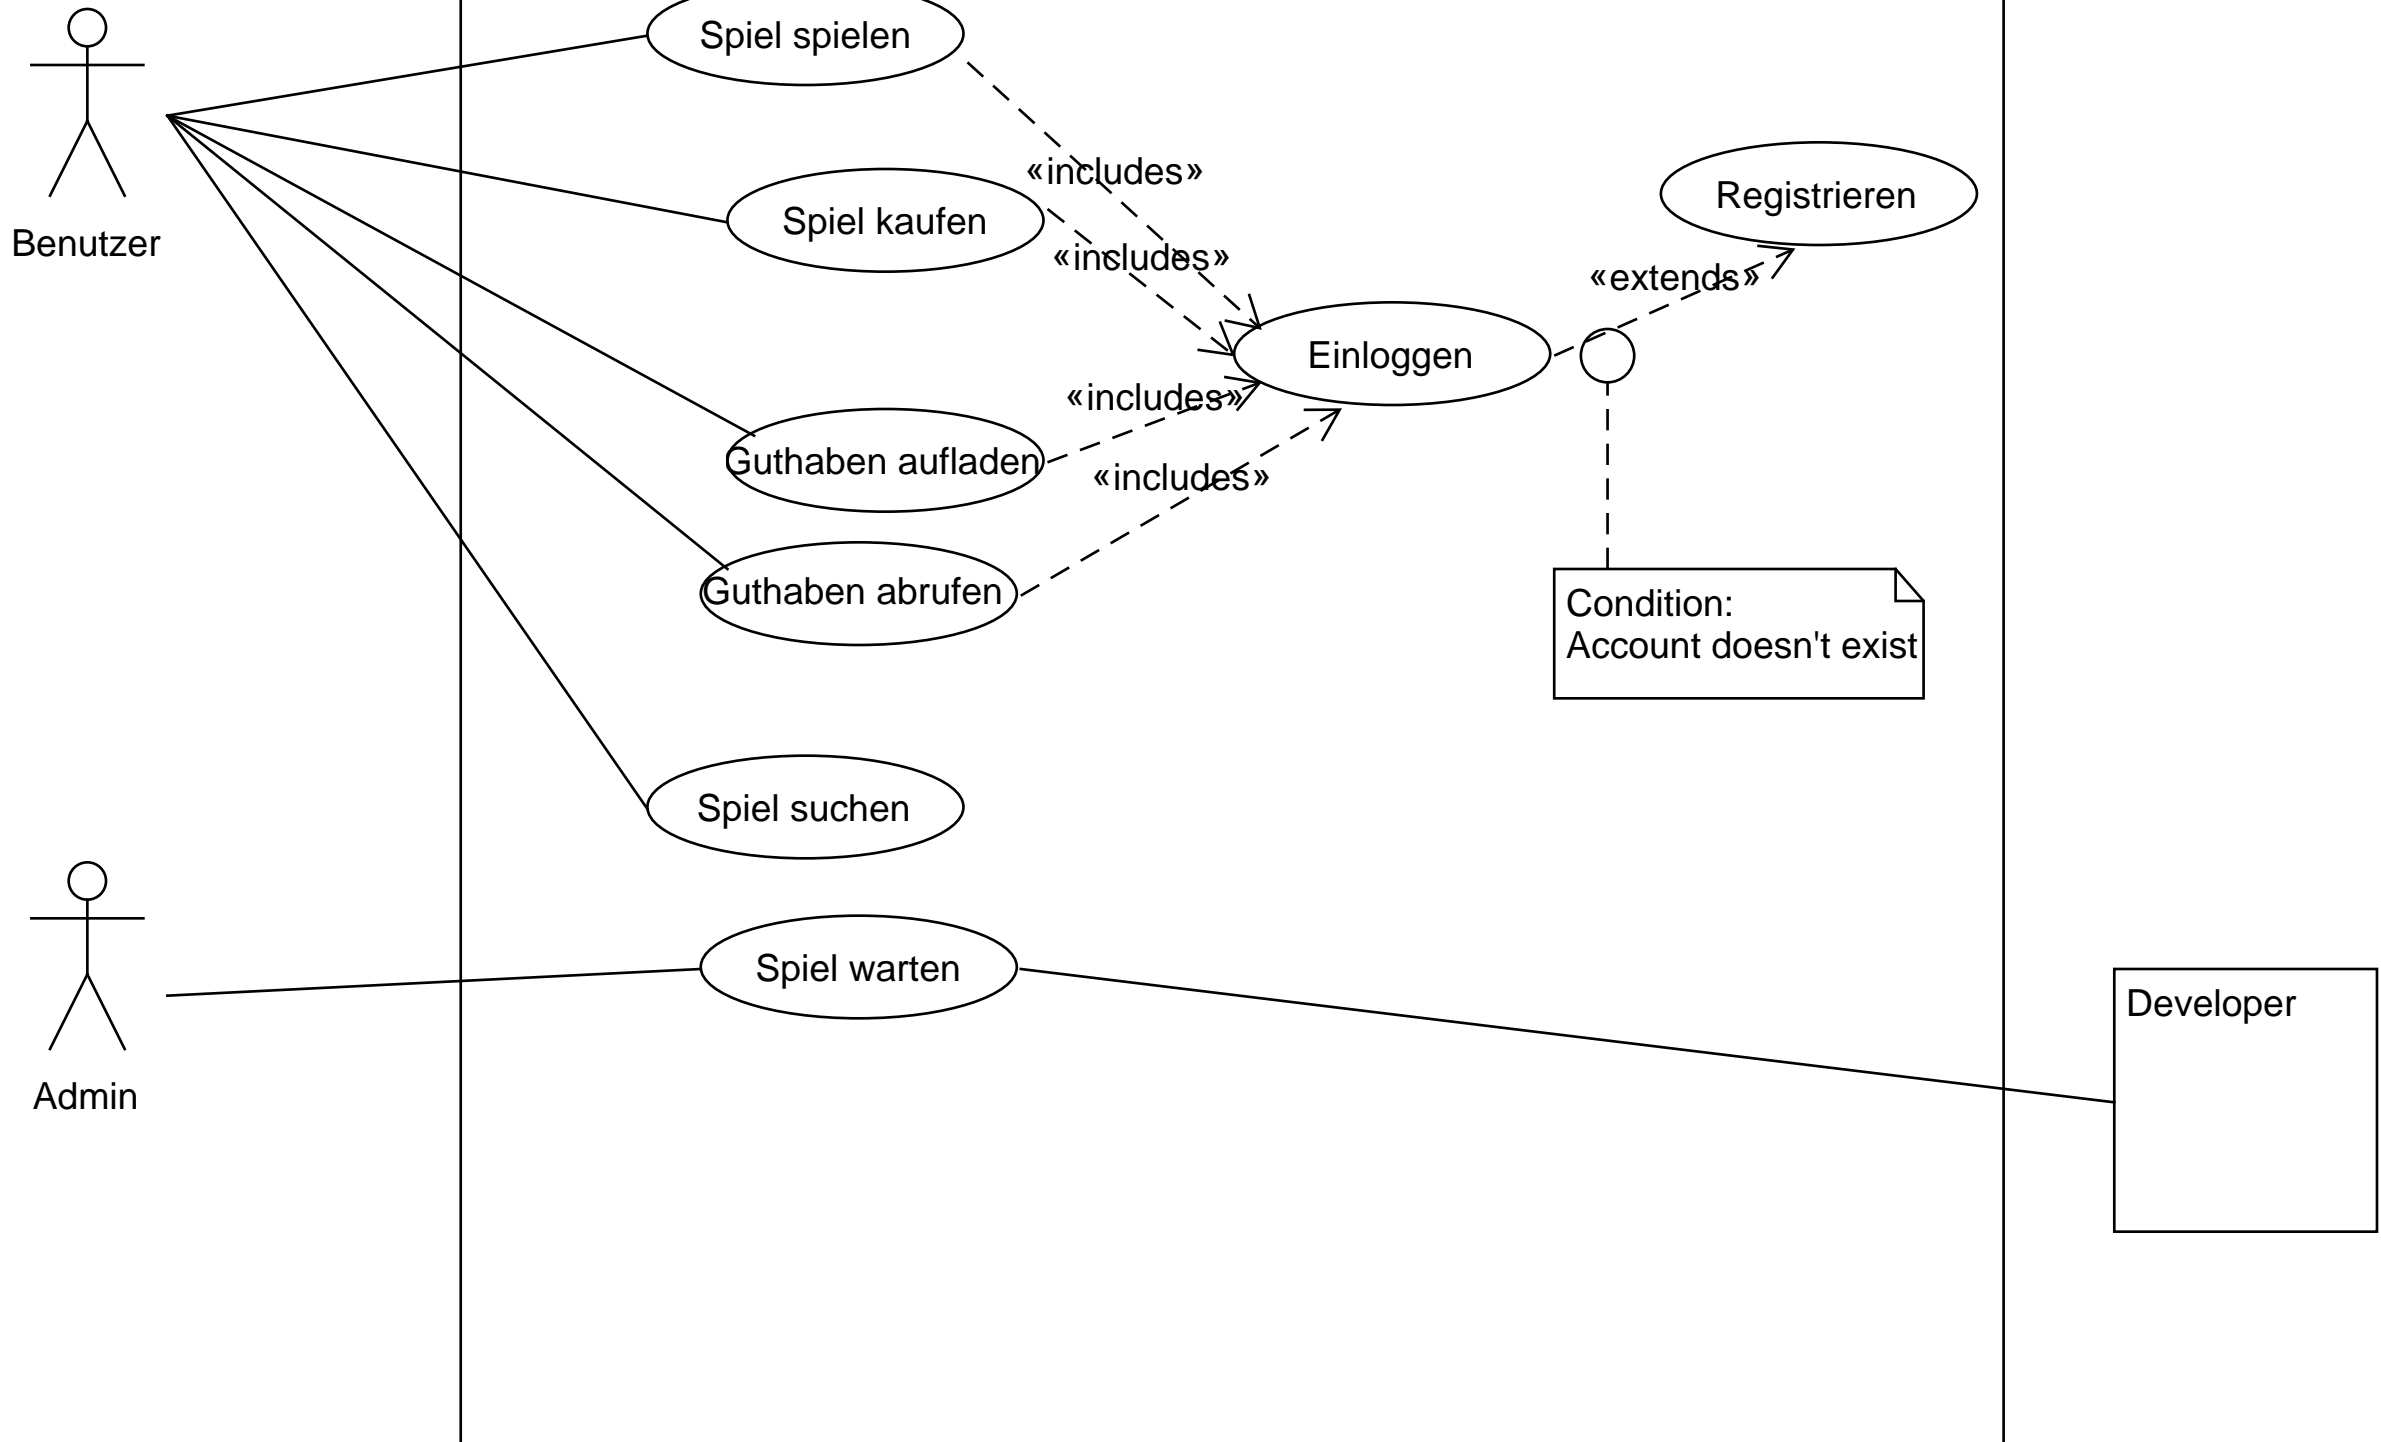 Spiel spielen
«includes»
Registrieren
Spiel kaufen
Benutzer
«includes»
«extends»
Einloggen
«includes»
Guthaben aufladen
«includes»
Guthaben abrufen
Condition:
Account doesn't exist
Spiel suchen
Spiel warten
Developer
Admin